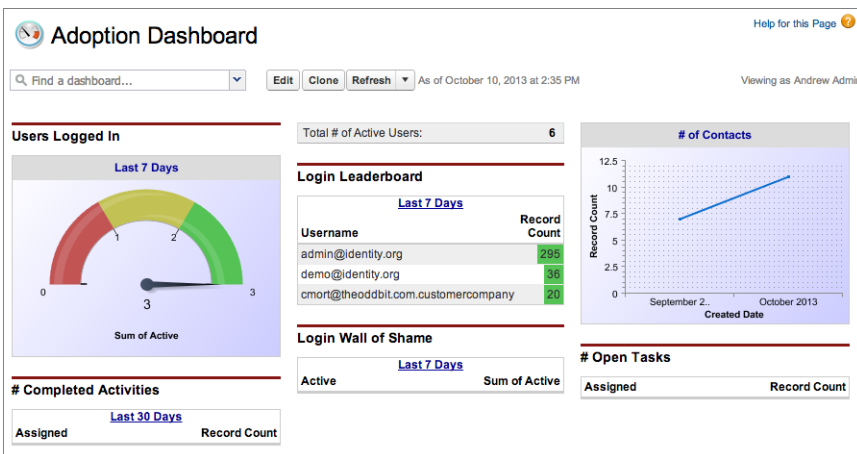 Adoption Dashboard
Help for this Page
Find a dashboard...
Edit Clone Refresh As of October 10, 2013 at 2:35 PM
Viewing as Andrew Admi
Users Logged In
Last 7 Days
0 1 2 3
3
Sum of Active
# Completed Activities
Last 30 Days
Assigned Record Count
Total # of Active Users: 6
Login Leaderboard
Last 7 Days
Username Record Count
admin@identity.org 295
demo@identity.org 36
cmort@theoddbit.com.customercompany 20
Login Wall of Shame
Last 7 Days
Active Sum of Active
# of Contacts
Record Count
12.5
10
7.5
5
2.5
0
September 2.. October 2013
Created Date
# Open Tasks
Assigned Record Count